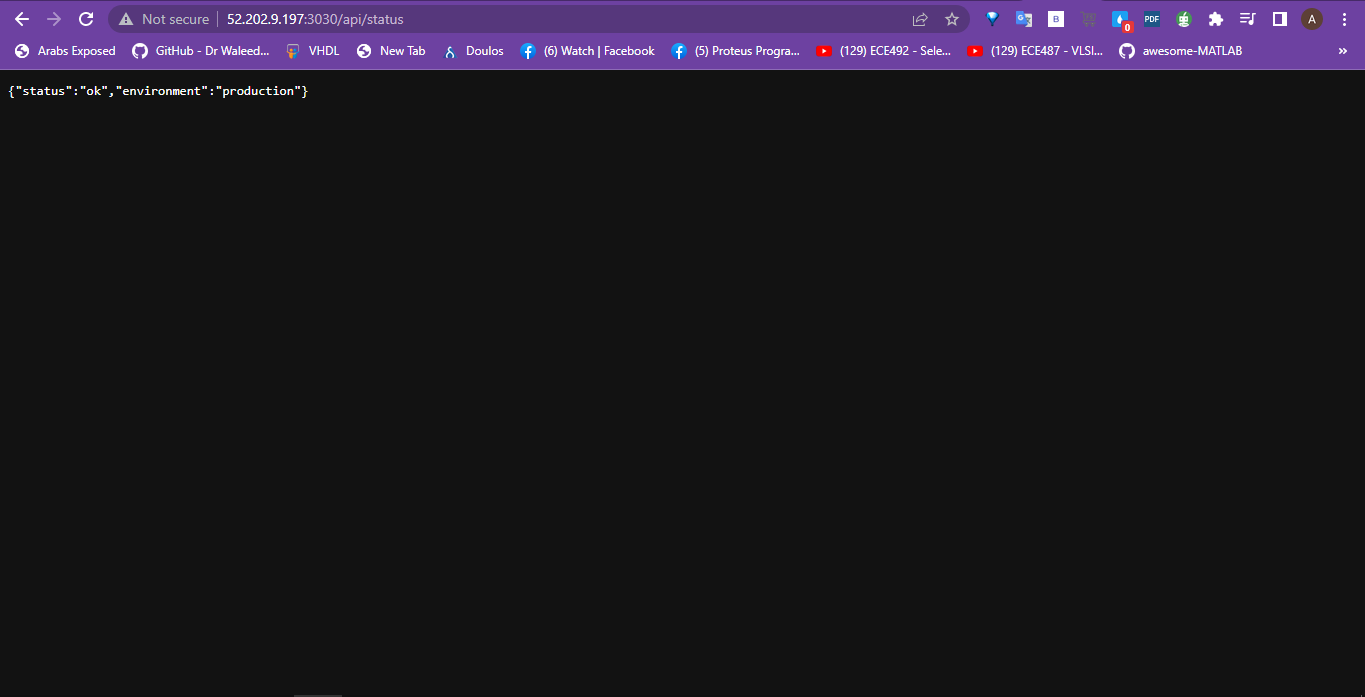 Not secure | 52.202.9.197:3030/api/status B 0 PDF A
Arabs Exposed GitHub - Dr Waleed... VHDL New Tab Doulos (6) Watch | Facebook (5) Proteus Progra... (129) ECE492 - Sele... (129) ECE487 - VLSI... awesome-MATLAB »
{"status":"ok","environment":"production"}